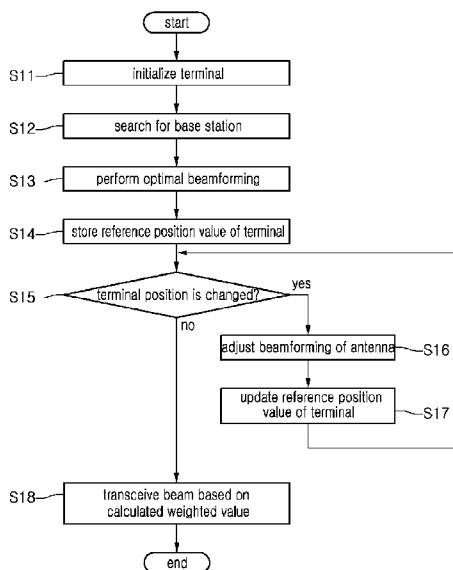 start
S11
initialize terminal
S12
search for base station
S13
perform optimal beamforming
S14
store reference position value of terminal
S15
terminal position is changed?
yes
no
adjust beamforming of antenna
S16
update reference position
value of terminal
S17
S18
transceive beam based on
calculated weighted value
end